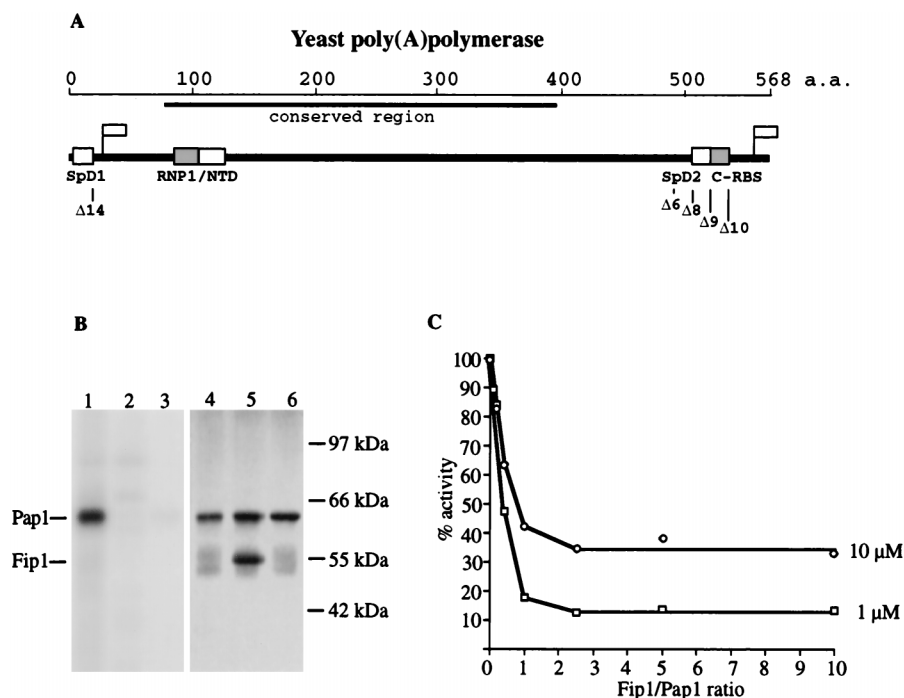 A
Yeast poly(A)polymerase
0 100 200 300 400 500 568 a.a.
conserved region
SpD1 RNP1/NTD SpD2 C-RBS
Δ14 Δ6 Δ8 Δ9 Δ10
B
1 2 3 4 5 6
97 kDa
66 kDa
Pap1
Fip1
55 kDa
42 kDa
C
100
90
80
70
60
50
40
30
20
10
% activity
10 µM
1 µM
0 1 2 3 4 5 6 7 8 9 10
Fip1/Pap1 ratio